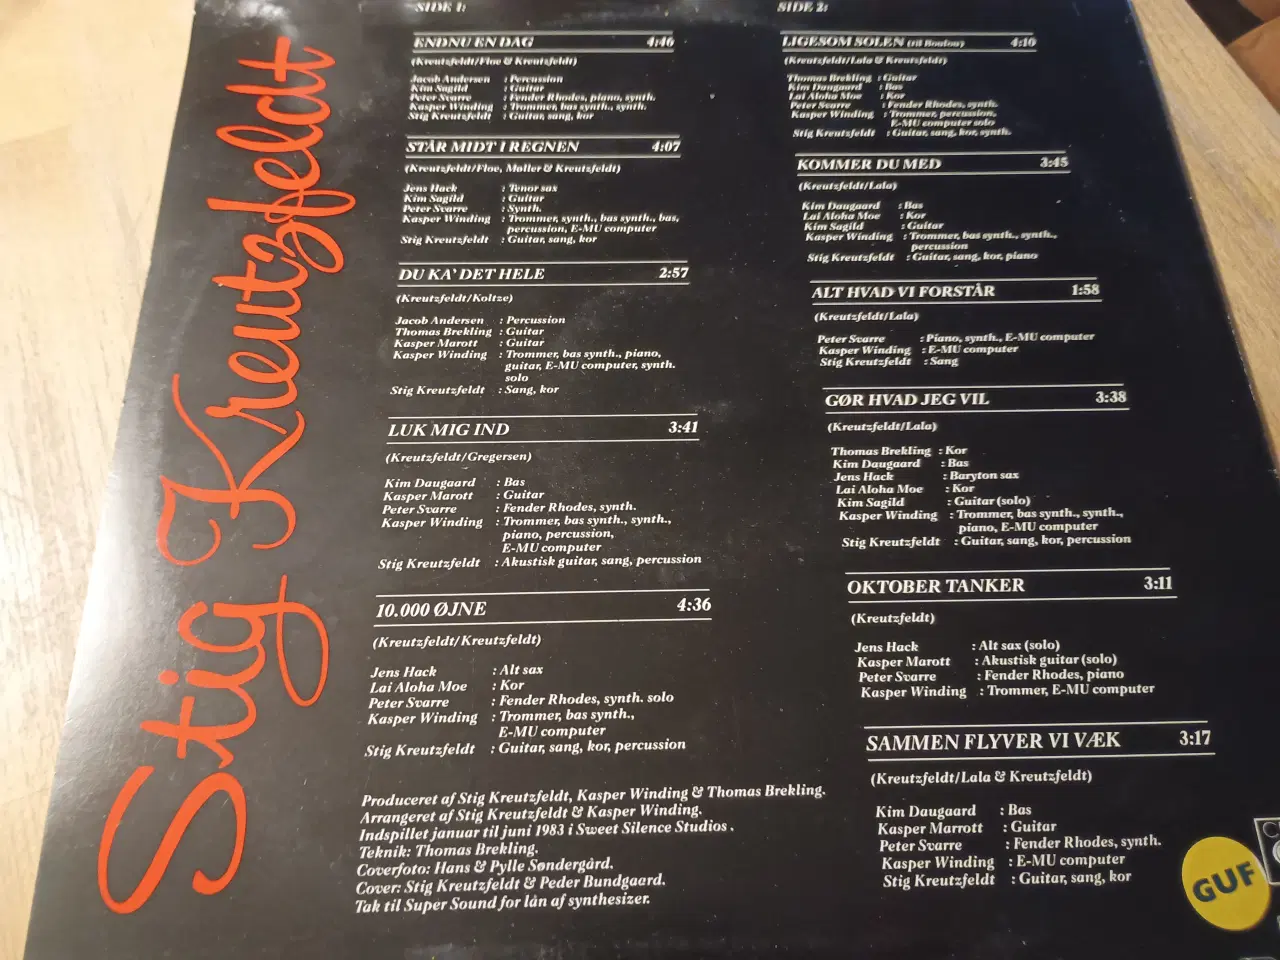 Stig Kreutzfeldt
SIDE 1:
ENDNU EN DAG 4:46
(Kreutzfeldt/Floe & Kreutzfeldt)
Jacob Andersen : Percussion
Kim Sagild : Guitar
Peter Svarre : Fender Rhodes, piano, synth.
Kasper Winding : Trommer, bas synth., synth.
Stig Kreutzfeldt : Guitar, sang, kor
STÅR MIDT I REGNEN 4:07
(Kreutzfeldt/Floe, Møller & Kreutzfeldt)
Jens Hack : Tenor sax
Kim Sagild : Guitar
Peter Svarre : Synth.
Kasper Winding : Trommer, synth., bas synth., bas,
percussion, E-MU computer
Stig Kreutzfeldt : Guitar, sang, kor
DU KA' DET HELE 2:57
(Kreutzfeldt/Koltze)
Jacob Andersen : Percussion
Thomas Brekling : Guitar
Kasper Marott : Guitar
Kasper Winding : Trommer, bas synth., piano,
guitar, E-MU computer, synth.
solo
Stig Kreutzfeldt : Sang, kor
LUK MIG IND 3:41
(Kreutzfeldt/Gregersen)
Kim Daugaard : Bas
Kasper Marott : Guitar
Peter Svarre : Fender Rhodes, synth.
Kasper Winding : Trommer, bas synth., synth.,
piano, percussion,
E-MU computer
Stig Kreutzfeldt : Akustisk guitar, sang, percussion
10.000 ØJNE 4:36
(Kreutzfeldt/Kreutzfeldt)
Jens Hack : Alt sax
Lai Aloha Moe : Kor
Peter Svarre : Fender Rhodes, synth. solo
Kasper Winding : Trommer, bas synth.,
E-MU computer
Stig Kreutzfeldt : Guitar, sang, kor, percussion
Produceret af Stig Kreutzfeldt, Kasper Winding & Thomas Brekling.
Arrangeret af Stig Kreutzfeldt & Kasper Winding.
Indspillet januar til juni 1983 i Sweet Silence Studios .
Teknik: Thomas Brekling.
Coverfoto: Hans & Pylle Søndergård.
Cover: Stig Kreutzfeldt & Peder Bundgaard.
Tak til Super Sound for lån af synthesizer.
SIDE 2:
LIGESOM SOLEN (til Boulou) 4:10
(Kreutzfeldt/Lala & Kreutzfeldt)
Thomas Brekling : Guitar
Kim Daugaard : Bas
Lai Aloha Moe : Kor
Peter Svarre : Fender Rhodes, synth.
Kasper Winding : Trommer, percussion,
E-MU computer solo
Stig Kreutzfeldt : Guitar, sang, kor, synth.
KOMMER DU MED 3:45
(Kreutzfeldt/Lala)
Kim Daugaard : Bas
Lai Aloha Moe : Kor
Kim Sagild : Guitar
Kasper Winding : Trommer, bas synth., synth.,
percussion
Stig Kreutzfeldt : Guitar, sang, kor, piano
ALT HVAD VI FORSTÅR 1:58
(Kreutzfeldt/Lala)
Peter Svarre : Piano, synth., E-MU computer
Kasper Winding : E-MU computer
Stig Kreutzfeldt : Sang
GØR HVAD JEG VIL 3:38
(Kreutzfeldt/Lala)
Thomas Brekling : Kor
Kim Daugaard : Bas
Jens Hack : Baryton sax
Lai Aloha Moe : Kor
Kim Sagild : Guitar (solo)
Kasper Winding : Trommer, bas synth., synth.,
piano, E-MU computer
Stig Kreutzfeldt : Guitar, sang, kor, percussion
OKTOBER TANKER 3:11
(Kreutzfeldt)
Jens Hack : Alt sax (solo)
Kasper Marott : Akustisk guitar (solo)
Peter Svarre : Fender Rhodes, piano
Kasper Winding : Trommer, E-MU computer
SAMMEN FLYVER VI VÆK 3:17
(Kreutzfeldt/Lala & Kreutzfeldt)
Kim Daugaard : Bas
Kasper Marrott : Guitar
Peter Svarre : Fender Rhodes, synth.
Kasper Winding : E-MU computer
Stig Kreutzfeldt : Guitar, sang, kor
GUF